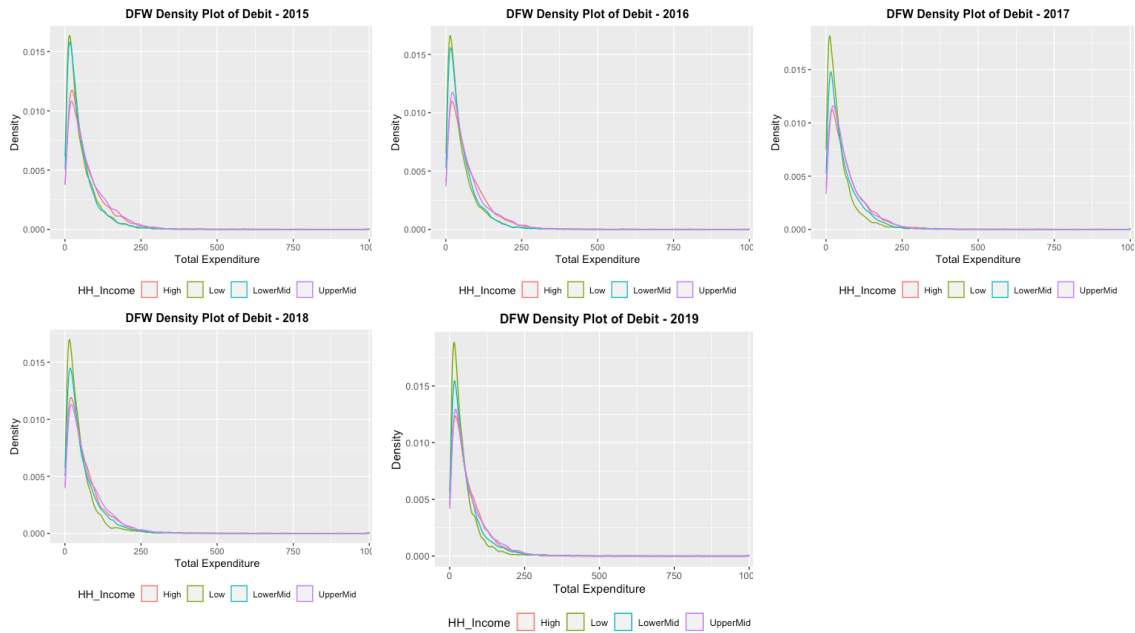 DFW Density Plot of Debit - 2015
0.015
0.010
0.005
0.000
Density
0
250
500
750
100
Total Expenditure
HH_Income High Low LowerMid UpperMid
DFW Density Plot of Debit - 2016
0.015
0.010
0.005
0.000
Density
0
250
500
750
100
Total Expenditure
HH_Income High Low LowerMid UpperMid
DFW Density Plot of Debit - 2017
0.015
0.010
0.005
0.000
Density
0
250
500
750
100
Total Expenditure
HH_Income High Low LowerMid UpperMid
DFW Density Plot of Debit - 2018
0.015
0.010
0.005
0.000
Density
0
250
500
750
100
Total Expenditure
HH_Income High Low LowerMid UpperMid
DFW Density Plot of Debit - 2019
0.015
0.010
0.005
0.000
Density
0
250
500
750
100
Total Expenditure
HH_Income High Low LowerMid UpperMid